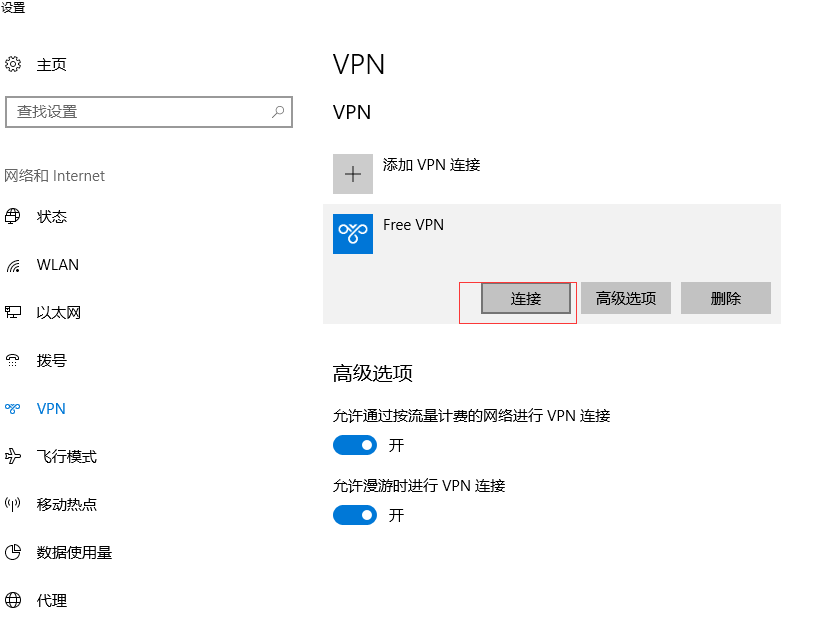 设置
主页
查找设置
网络和 Internet
状态
WLAN
以太网
拨号
VPN
飞行模式
移动热点
数据使用量
代理
VPN
VPN
添加 VPN 连接
Free VPN
连接 高级选项 删除
高级选项
允许通过按流量计费的网络进行 VPN 连接
开
允许漫游时进行 VPN 连接
开